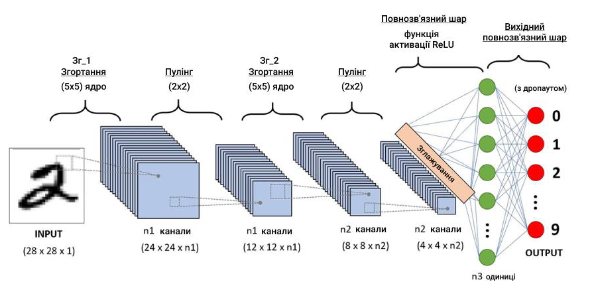 Повнозв'язний шар
функція
активації ReLU
Вихідний
повнозв'язний шар
Зг_1
Згортання
(5x5) ядро
Пулінг
(2x2)
Зг_2
Згортання
(5x5) ядро
Пулінг
(2x2)
(з дропаутом)
0
1
2
9
Зглажування
INPUT
(28 x 28 x 1)
n1 канали
(24 x 24 x n1)
n1 канали
(12 x 12 x n1)
n2 канали
(8 x 8 x n2)
n2 канали
(4 x 4 x n2)
OUTPUT
n3 одиниці